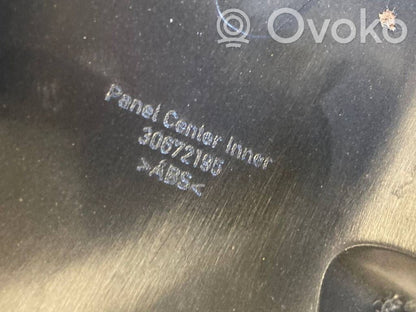 Ovoko
Panel Center Inner
30672195
>ABS<